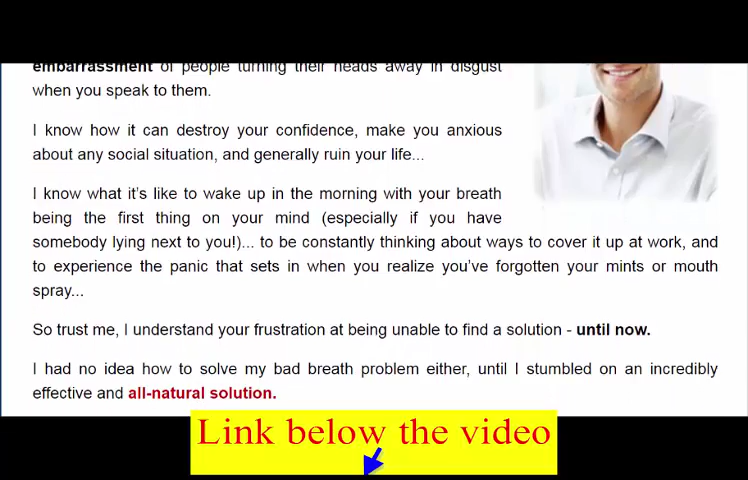 embarrassment of people turning their heads away in disgust
when you speak to them.
I know how it can destroy your confidence, make you anxious
about any social situation, and generally ruin your life...
I know what it's like to wake up in the morning with your breath
being the first thing on your mind (especially if you have
somebody lying next to you!)... to be constantly thinking about ways to cover it up at work, and
to experience the panic that sets in when you realize you've forgotten your mints or mouth
spray...
So trust me, I understand your frustration at being unable to find a solution - until now.
I had no idea how to solve my bad breath problem either, until I stumbled on an incredibly
effective and all-natural solution.
Link below the video